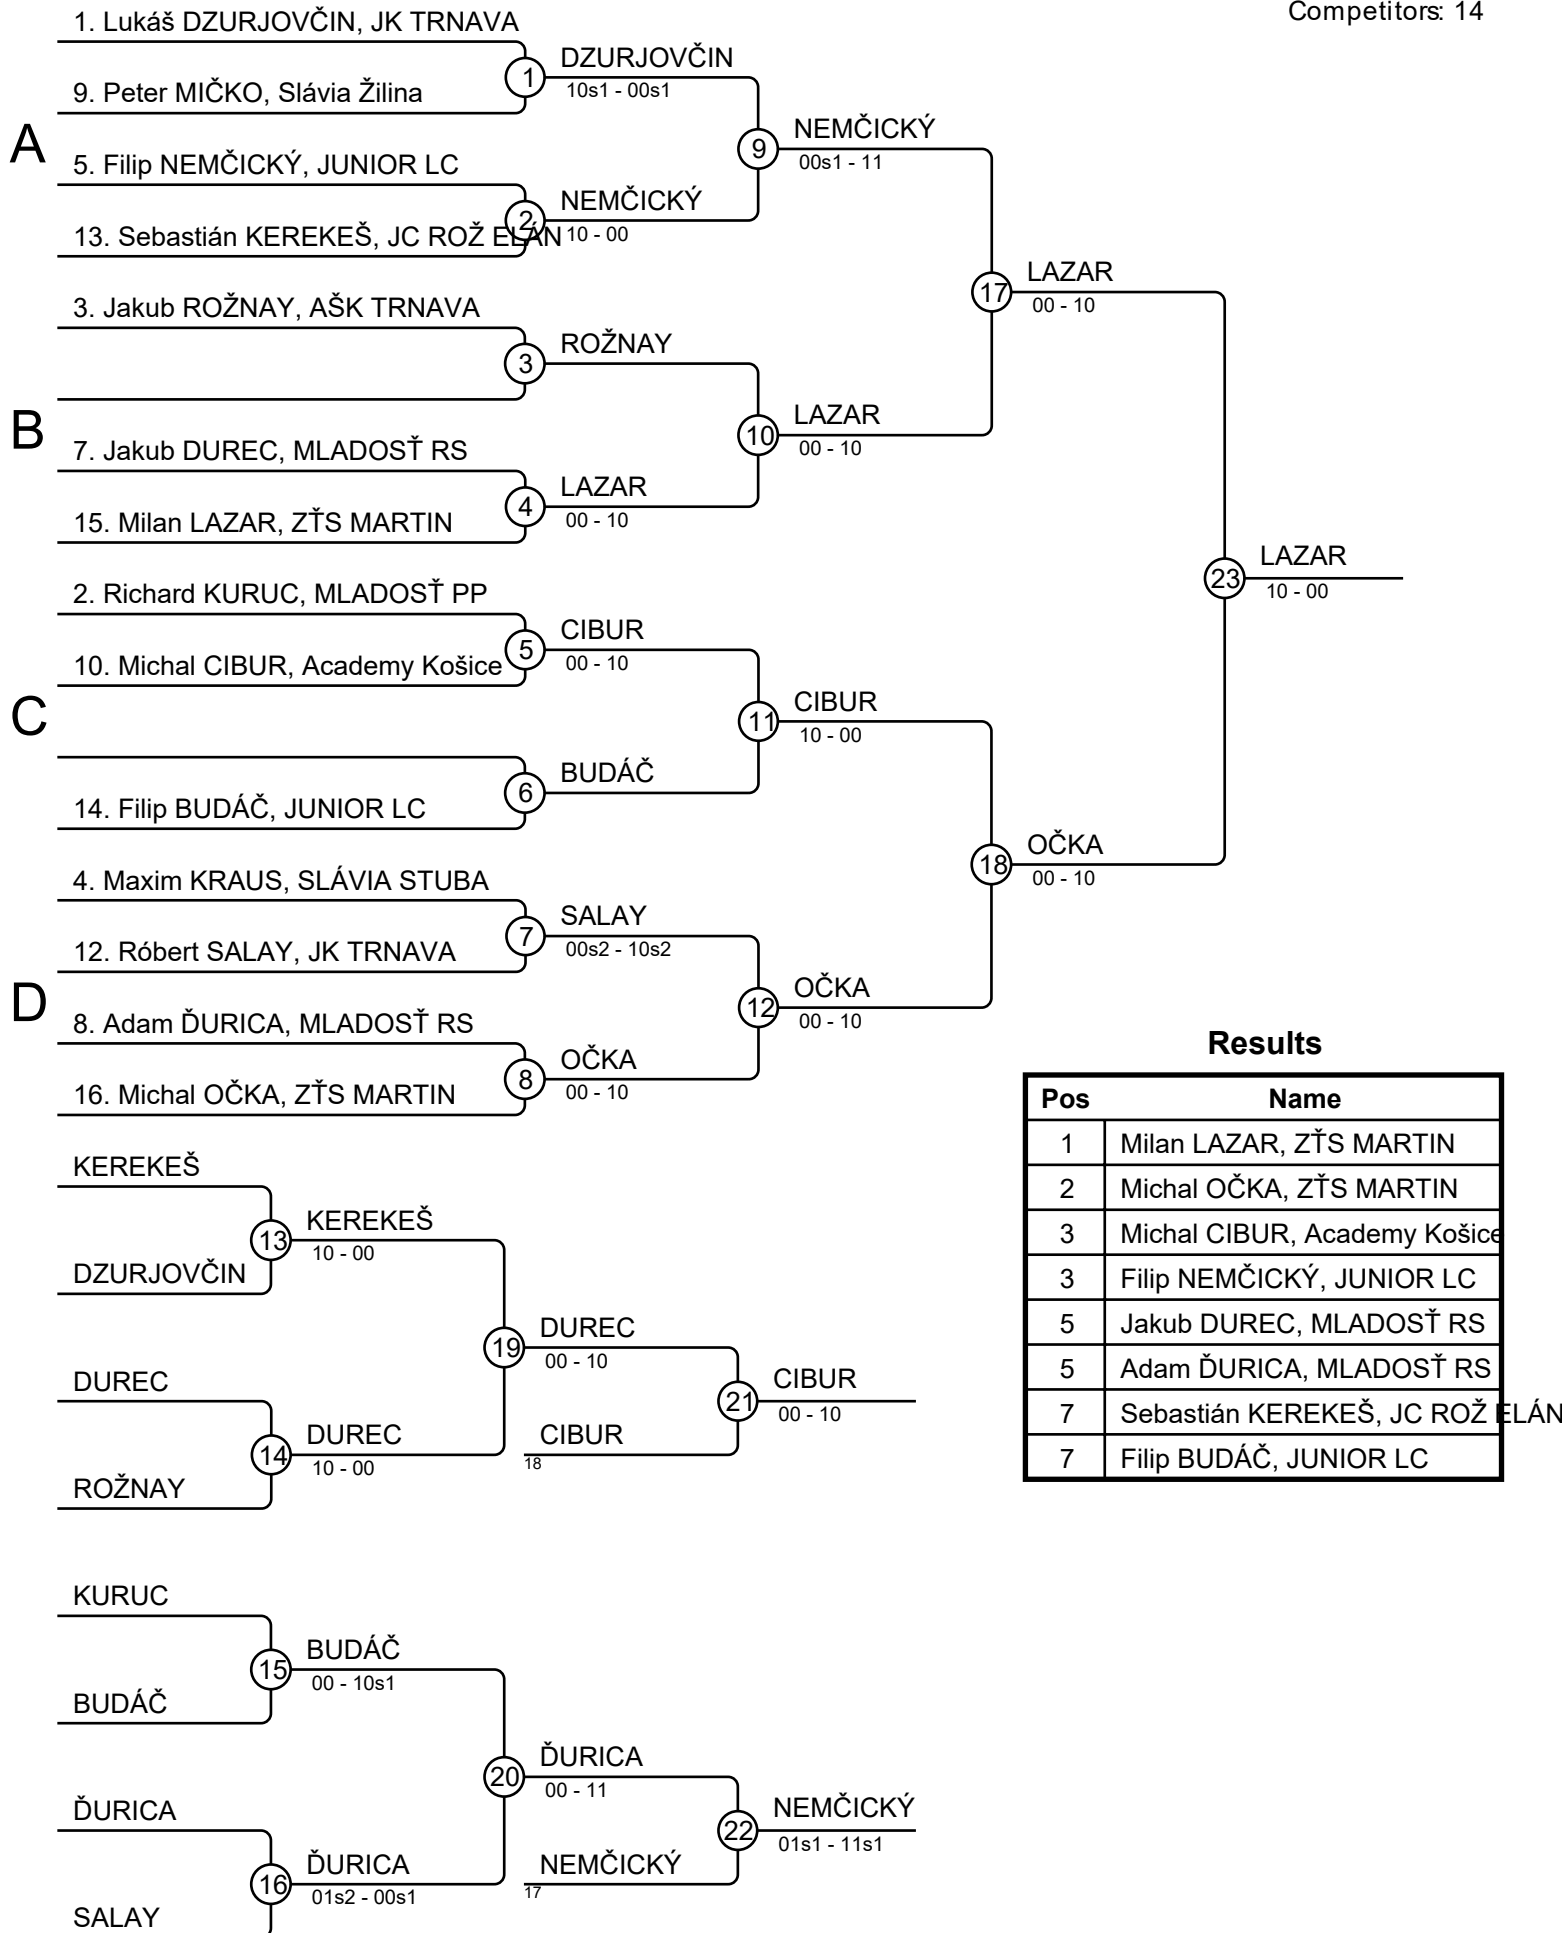 Competitors: 14
1. Lukáš DZURJOVČIN, JK TRNAVA
1
DZURJOVČIN
10s1 - 00s1
9. Peter MIČKO, Slávia Žilina
A
9
NEMČICKÝ
00s1 - 11
5. Filip NEMČICKÝ, JUNIOR LC
2
NEMČICKÝ
10 - 00
13. Sebastián KEREKEŠ, JC ROŽ ELÁN
17
LAZAR
00 - 10
3. Jakub ROŽNAY, AŠK TRNAVA
3
ROŽNAY
B
10
LAZAR
00 - 10
7. Jakub DUREC, MLADOSŤ RS
4
LAZAR
00 - 10
15. Milan LAZAR, ZŤS MARTIN
23
LAZAR
10 - 00
2. Richard KURUC, MLADOSŤ PP
5
CIBUR
00 - 10
10. Michal CIBUR, Academy Košice
C
11
CIBUR
10 - 00
6
BUDÁČ
14. Filip BUDÁČ, JUNIOR LC
18
OČKA
00 - 10
4. Maxim KRAUS, SLÁVIA STUBA
7
SALAY
00s2 - 10s2
12. Róbert SALAY, JK TRNAVA
D
12
OČKA
00 - 10
8. Adam ĎURICA, MLADOSŤ RS
8
OČKA
00 - 10
16. Michal OČKA, ZŤS MARTIN
Results
Pos Name
1 Milan LAZAR, ZŤS MARTIN
2 Michal OČKA, ZŤS MARTIN
3 Michal CIBUR, Academy Košice
3 Filip NEMČICKÝ, JUNIOR LC
5 Jakub DUREC, MLADOSŤ RS
5 Adam ĎURICA, MLADOSŤ RS
7 Sebastián KEREKEŠ, JC ROŽ ELÁN
7 Filip BUDÁČ, JUNIOR LC
KEREKEŠ
13
KEREKEŠ
10 - 00
DZURJOVČIN
19
DUREC
00 - 10
DUREC
14
DUREC
10 - 00
ROŽNAY
21
CIBUR
00 - 10
CIBUR
18
KURUC
15
BUDÁČ
00 - 10s1
BUDÁČ
20
ĎURICA
00 - 11
ĎURICA
16
ĎURICA
01s2 - 00s1
SALAY
22
NEMČICKÝ
01s1 - 11s1
NEMČICKÝ
17